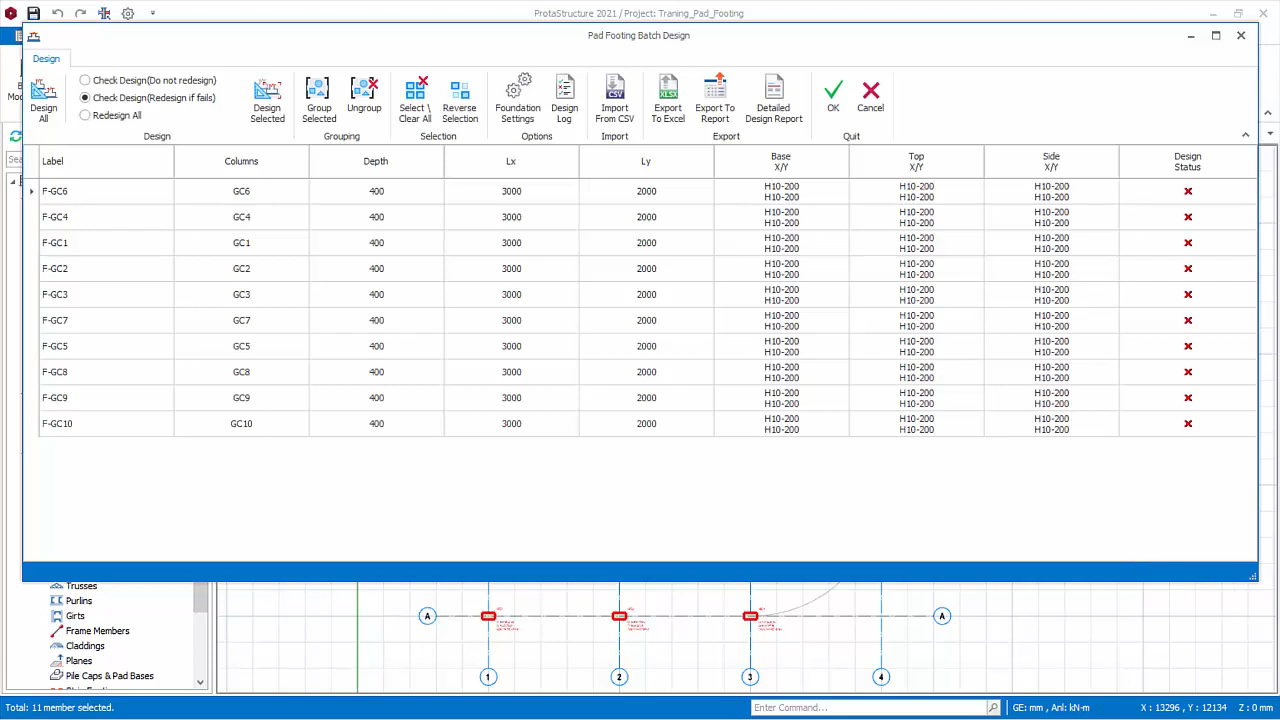 ProtaStructure 2021 / Project: Traning_Pad_Footing
Pad Footing Batch Design
Design
Design All
Check Design(Do not redesign)
Check Design(Redesign if fails)
Redesign All
Design Selected
Group Selected
Ungroup
Select \ Clear All
Reverse Selection
Foundation Settings
Design Log
Import From CSV
Export To Excel
Export To Report
Detailed Design Report
OK
Cancel
Design Grouping Selection Options Import Export Quit
Label Columns Depth Lx Ly Base X/Y Top X/Y Side X/Y Design Status
F-GC6 GC6 400 3000 2000 H10-200 H10-200 H10-200
H10-200 H10-200 H10-200
F-GC4 GC4 400 3000 2000 H10-200 H10-200 H10-200
H10-200 H10-200 H10-200
F-GC1 GC1 400 3000 2000 H10-200 H10-200 H10-200
H10-200 H10-200 H10-200
F-GC2 GC2 400 3000 2000 H10-200 H10-200 H10-200
H10-200 H10-200 H10-200
F-GC3 GC3 400 3000 2000 H10-200 H10-200 H10-200
H10-200 H10-200 H10-200
F-GC7 GC7 400 3000 2000 H10-200 H10-200 H10-200
H10-200 H10-200 H10-200
F-GC5 GC5 400 3000 2000 H10-200 H10-200 H10-200
H10-200 H10-200 H10-200
F-GC8 GC8 400 3000 2000 H10-200 H10-200 H10-200
H10-200 H10-200 H10-200
F-GC9 GC9 400 3000 2000 H10-200 H10-200 H10-200
H10-200 H10-200 H10-200
F-GC10 GC10 400 3000 2000 H10-200 H10-200 H10-200
H10-200 H10-200 H10-200
Trusses
Purlins
Girts
Frame Members
Claddings
Planes
Pile Caps & Pad Bases
A A
1 2 3 4
Total: 11 member selected.
Enter Command...
GE: mm , Anl: kN-m
X : 13296 , Y : 12134
Z : 0 mm